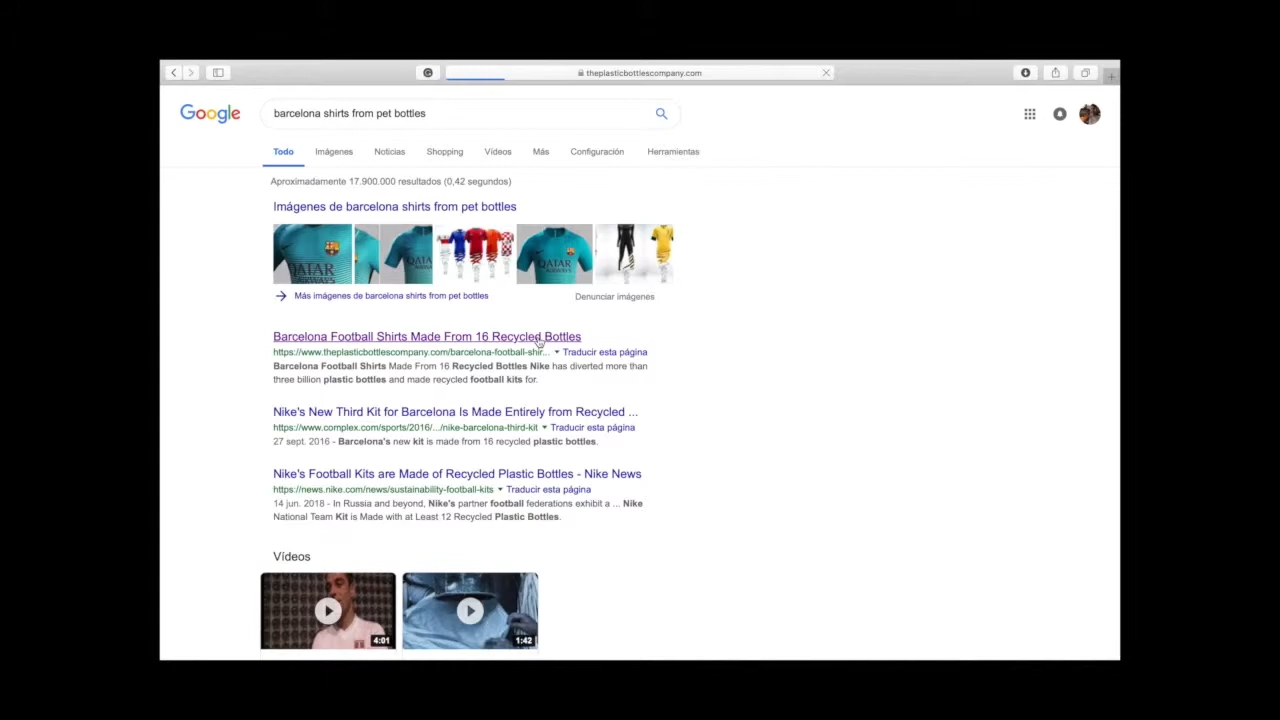 theplasticbottlescompany.com
Google
barcelona shirts from pet bottles
Todo Imágenes Noticias Shopping Vídeos Más Configuración Herramientas
Aproximadamente 17.900.000 resultados (0,42 segundos)
Imágenes de barcelona shirts from pet bottles
QATAR AIRWAYS QATAR AIRWAYS QATAR AIRWAYS
Más imágenes de barcelona shirts from pet bottles Denunciar imágenes
Barcelona Football Shirts Made From 16 Recycled Bottles
https://www.theplasticbottlescompany.com/barcelona-football-shir... Traducir esta página
Barcelona Football Shirts Made From 16 Recycled Bottles Nike has diverted more than
three billion plastic bottles and made recycled football kits for.
Nike's New Third Kit for Barcelona Is Made Entirely from Recycled ...
https://www.complex.com/sports/2016/.../nike-barcelona-third-kit Traducir esta página
27 sept. 2016 - Barcelona's new kit is made from 16 recycled plastic bottles.
Nike's Football Kits are Made of Recycled Plastic Bottles - Nike News
https://news.nike.com/news/sustainability-football-kits Traducir esta página
14 jun. 2018 - In Russia and beyond, Nike's partner football federations exhibit a ... Nike
National Team Kit is Made with at Least 12 Recycled Plastic Bottles.
Vídeos
4:01 1:42